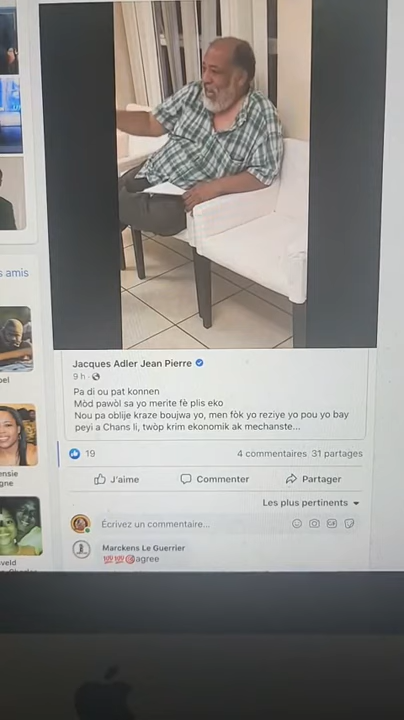 s amis
Jacques Adler Jean Pierre
9 h
Pa di ou pat konnen
Mòd pawòl sa yo merite fè plis eko
Nou pa oblije kraze boujwa yo, men fòk yo reziye yo pou yo bay
peyi a Chans li, twòp krim ekonomik ak mechanste...
19
4 commentaires 31 partages
J'aime
Commenter
Partager
Les plus pertinents
Écrivez un commentaire...
GIF
Marckens Le Guerrier
💯💯🎯agree